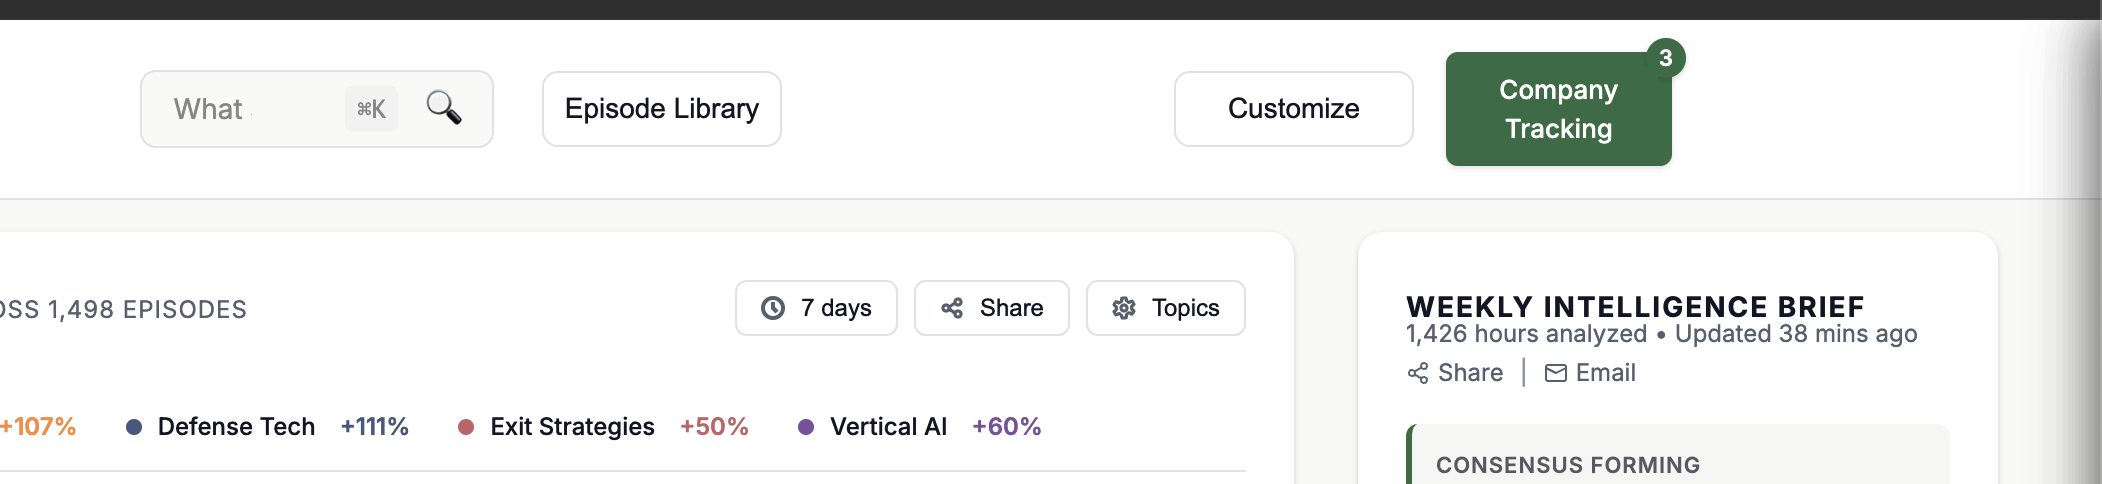 What
⌘K
Episode Library
Customize
Company
Tracking
3
OSS 1,498 EPISODES
7 days
Share
Topics
+107%
Defense Tech +111%
Exit Strategies +50%
Vertical AI +60%
WEEKLY INTELLIGENCE BRIEF
1,426 hours analyzed • Updated 38 mins ago
Share | Email
CONSENSUS FORMING